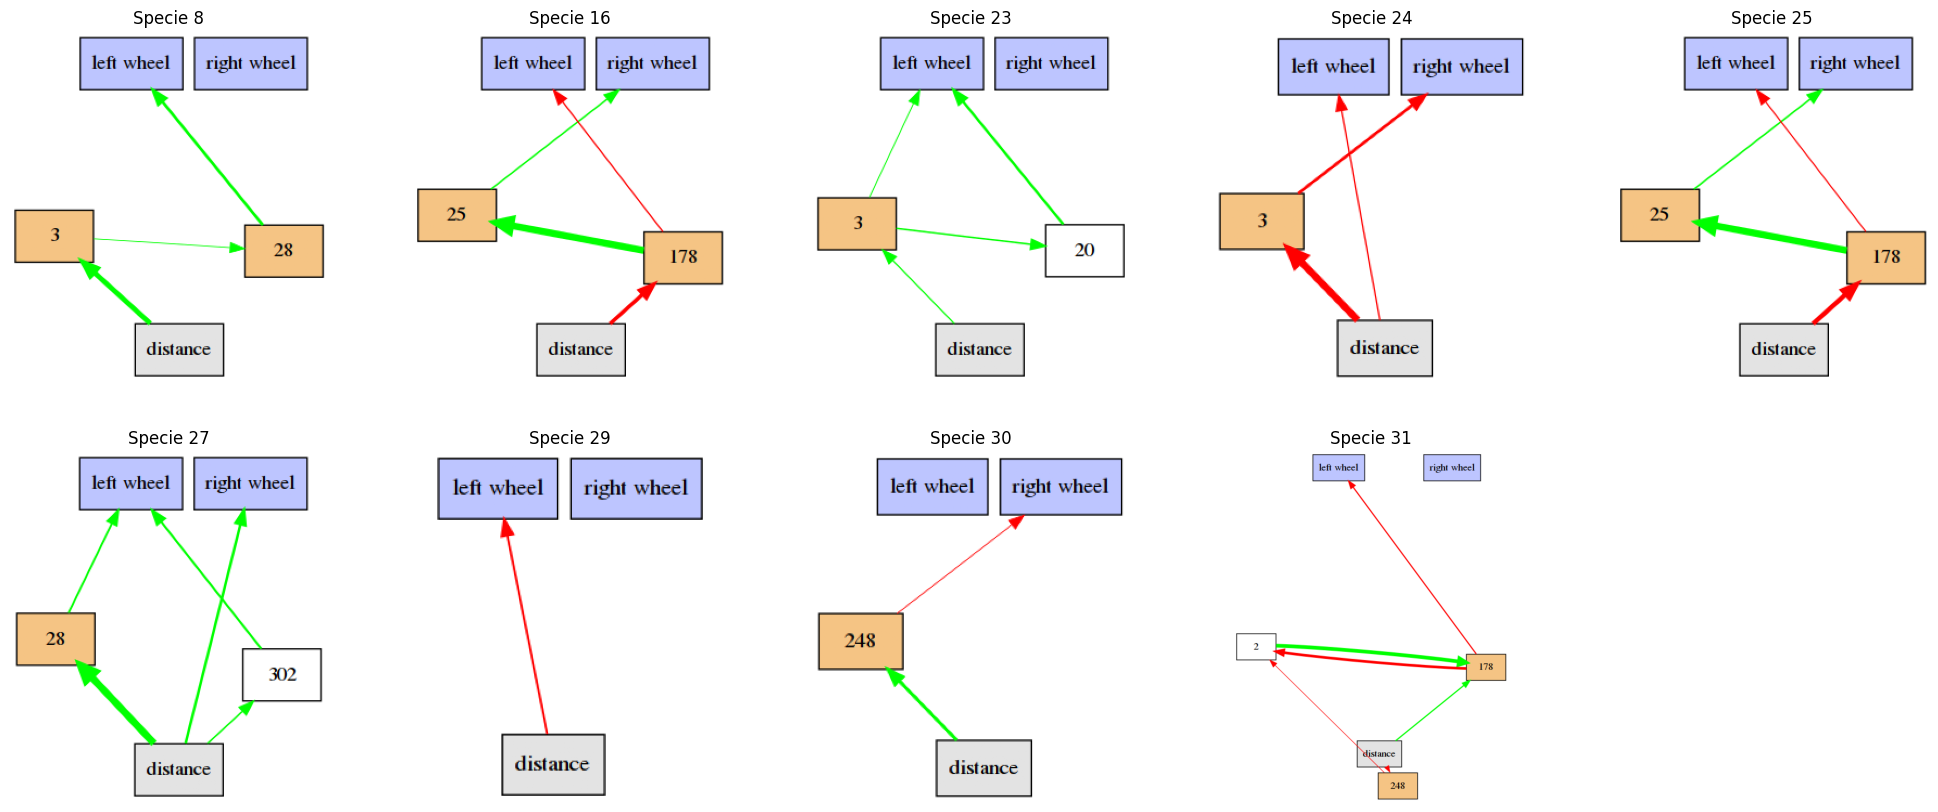 Specie 8
left wheel
right wheel
3
28
distance
Specie 16
left wheel
right wheel
25
178
distance
Specie 23
left wheel
right wheel
3
20
distance
Specie 24
left wheel
right wheel
3
distance
Specie 25
left wheel
right wheel
25
178
distance
Specie 27
left wheel
right wheel
28
302
distance
Specie 29
left wheel
right wheel
distance
Specie 30
left wheel
right wheel
248
distance
Specie 31
left wheel
right wheel
2
178
distance
248